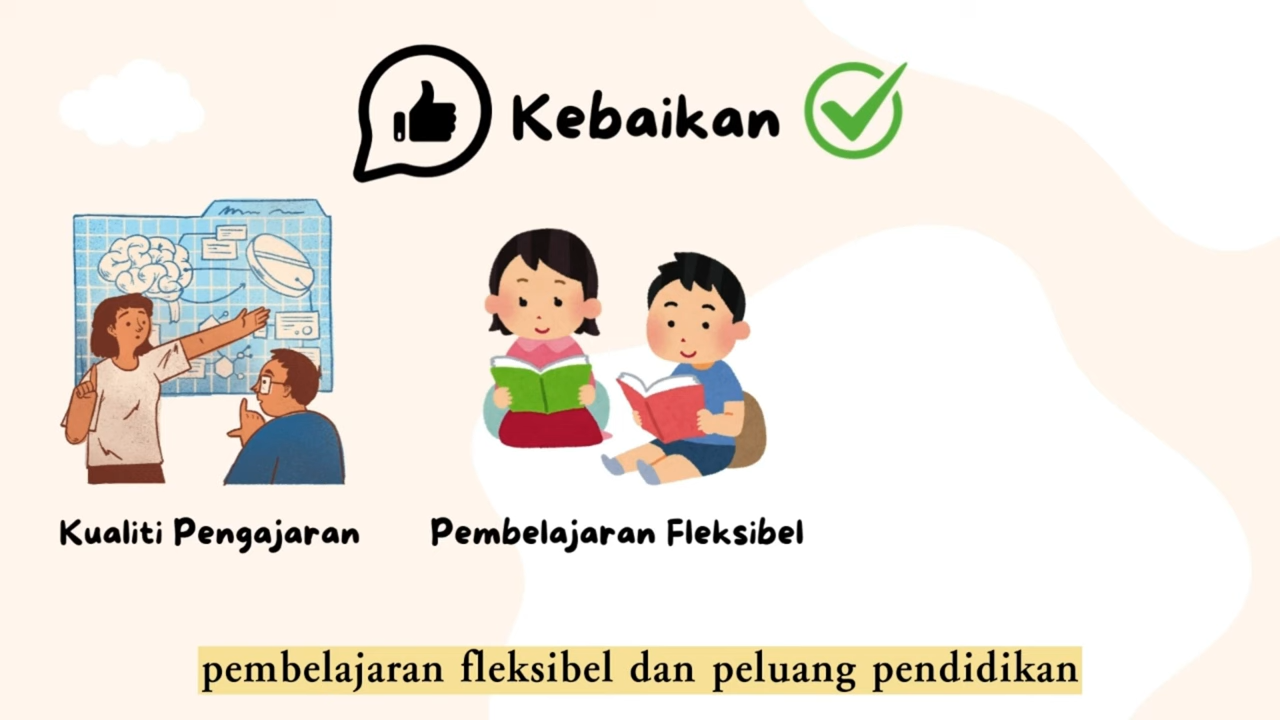 Kebaikan
Kualiti Pengajaran
Pembelajaran Fleksibel
pembelajaran fleksibel dan peluang pendidikan